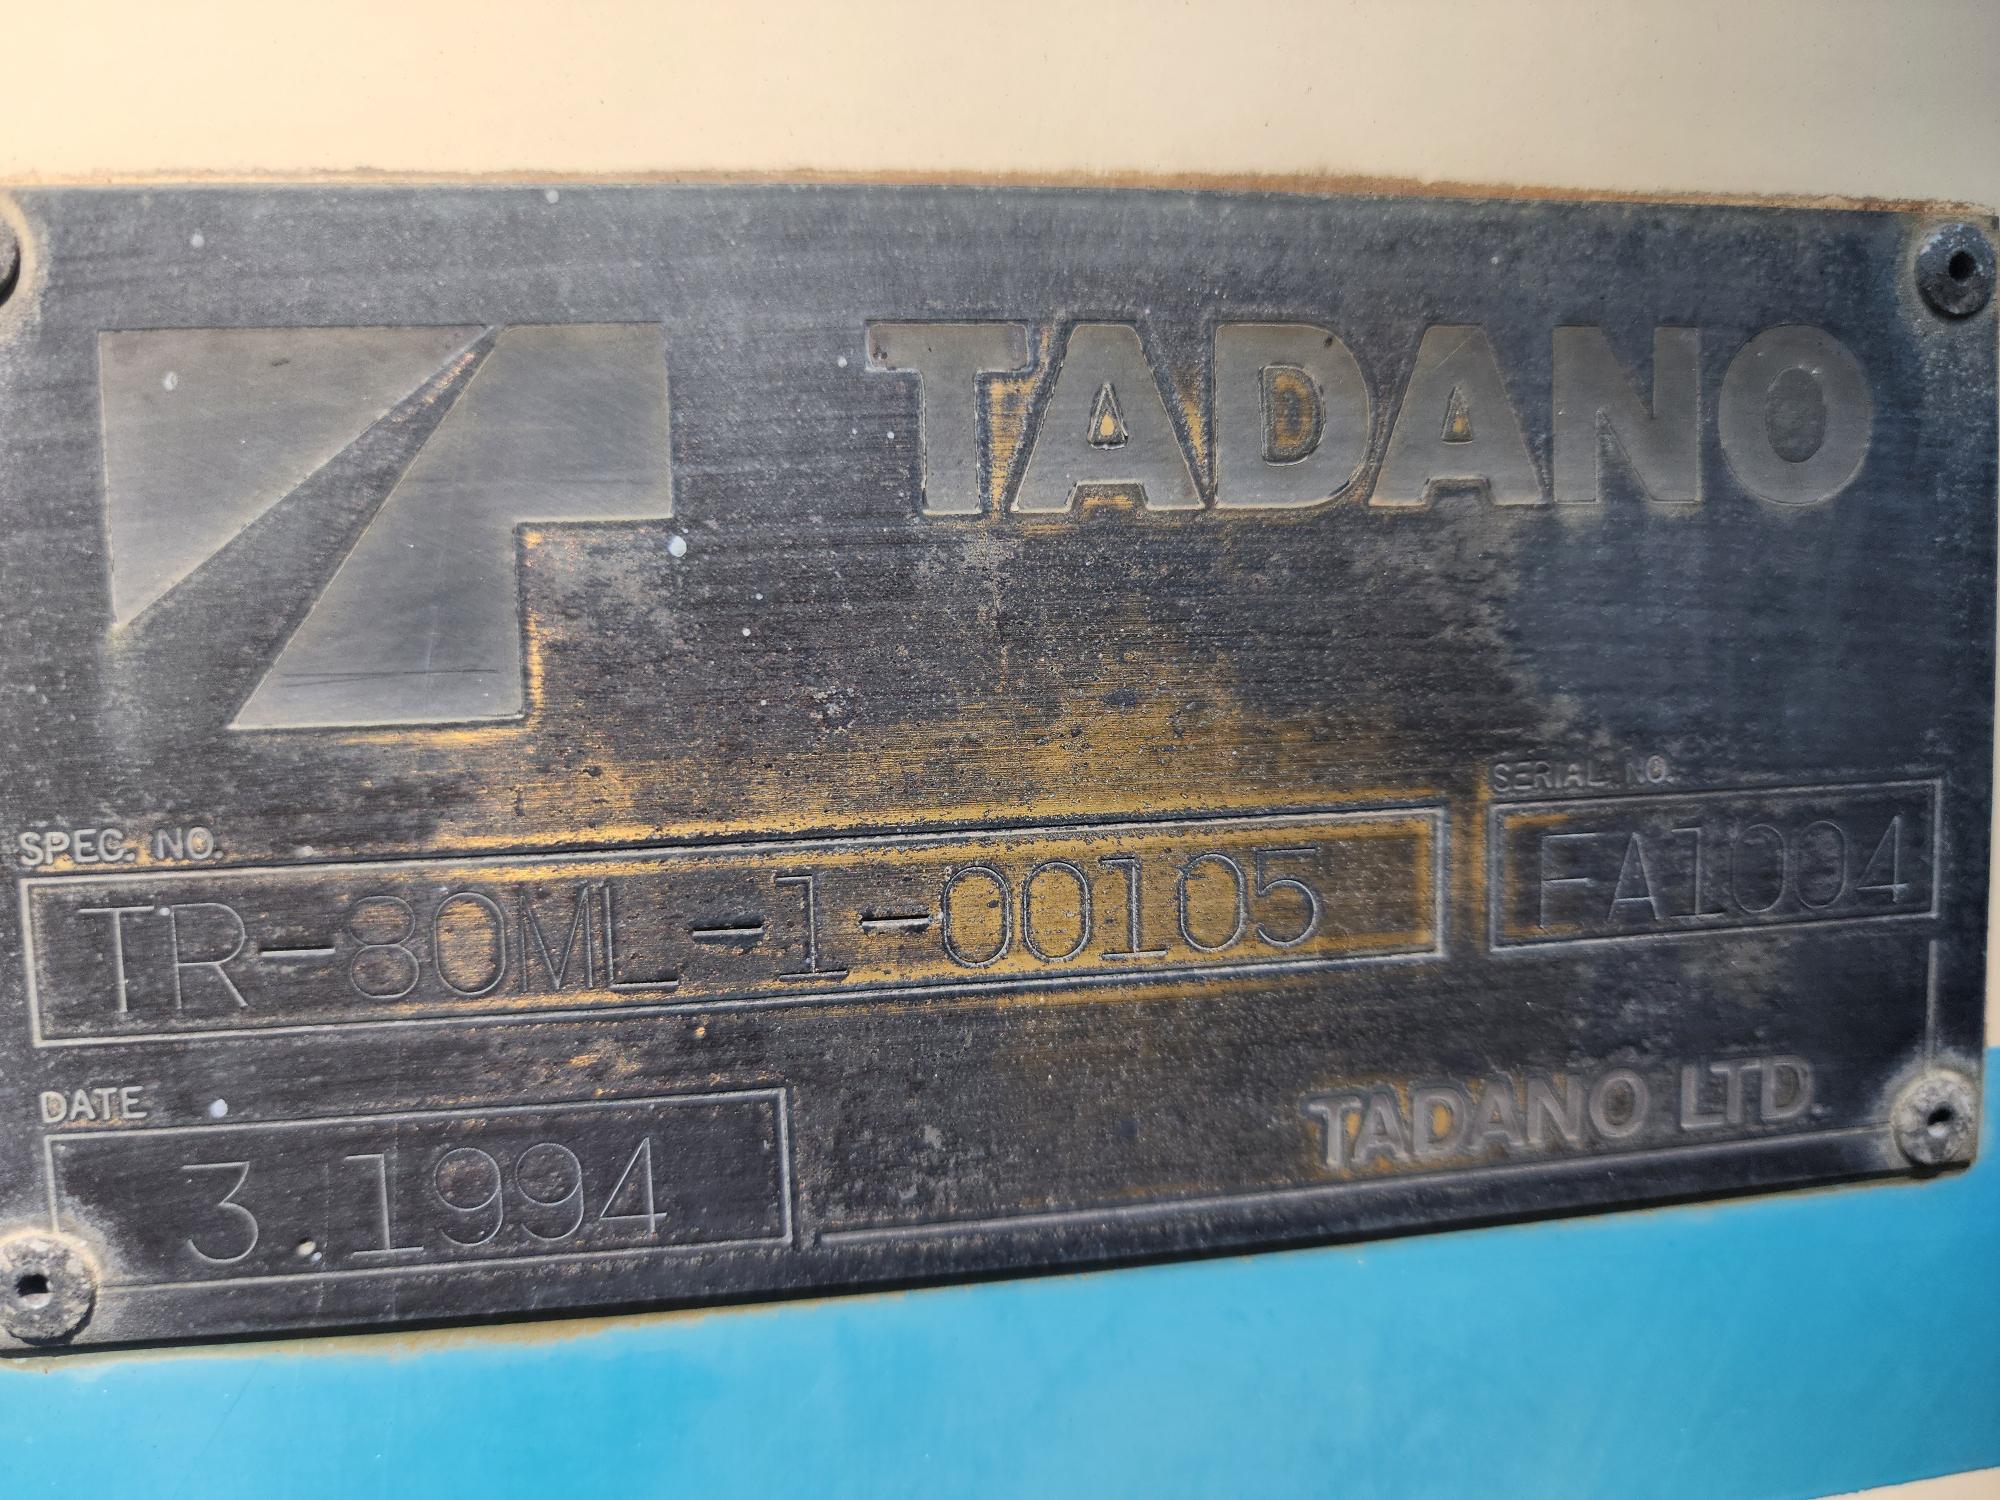 TADANO
SPEC. NO.
TR-80ML-1-00105
SERIAL NO.
FA1004
DATE
3.1994
TADANO LTD.